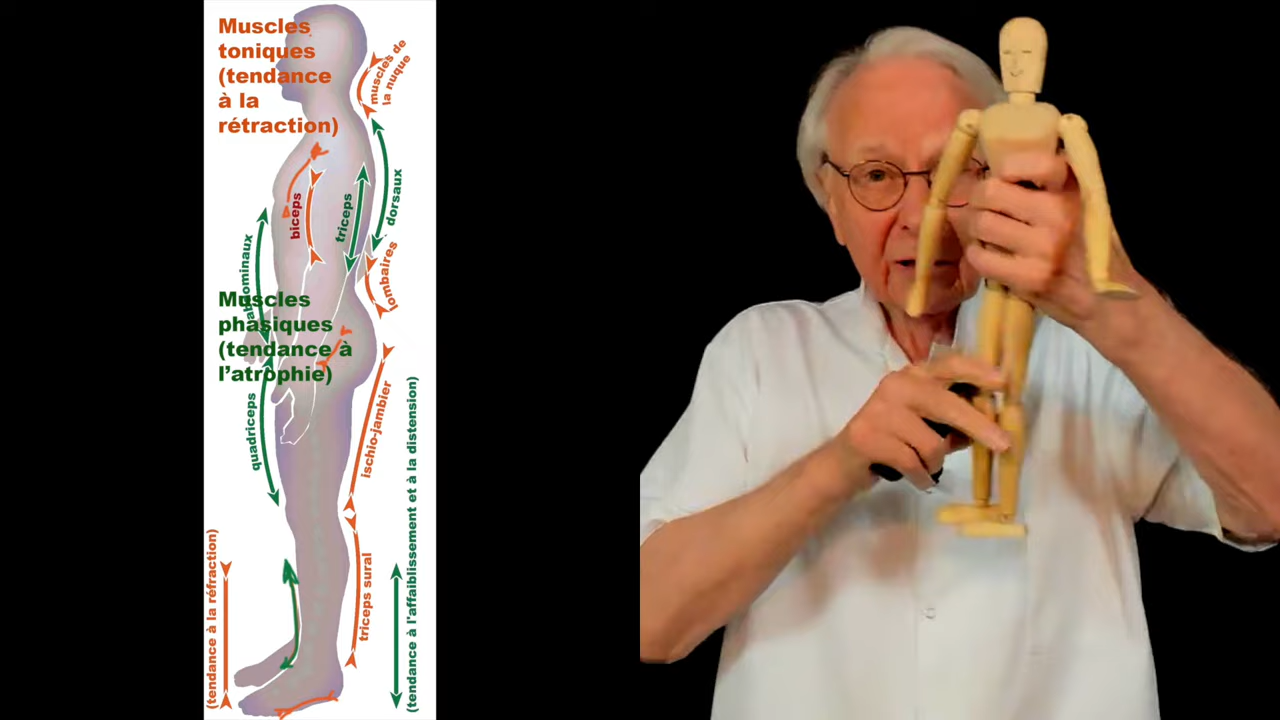 Muscles
toniques
(tendance
à la
rétraction)
muscles de
la nuque
biceps
triceps
dorsaux
abdominaux
lombaires
Muscles
phasiques
(tendance à
l'atrophie)
quadriceps
ischio-jambier
triceps sural
(tendance à la réfraction)
(tendance à l'affaiblissement et à la distension)